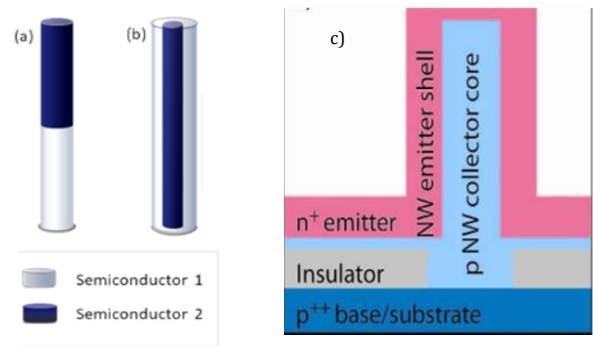 (a)
(b)
Semiconductor 1
Semiconductor 2
c)
NW emitter shell
p NW collector core
n+ emitter
Insulator
p++ base/substrate